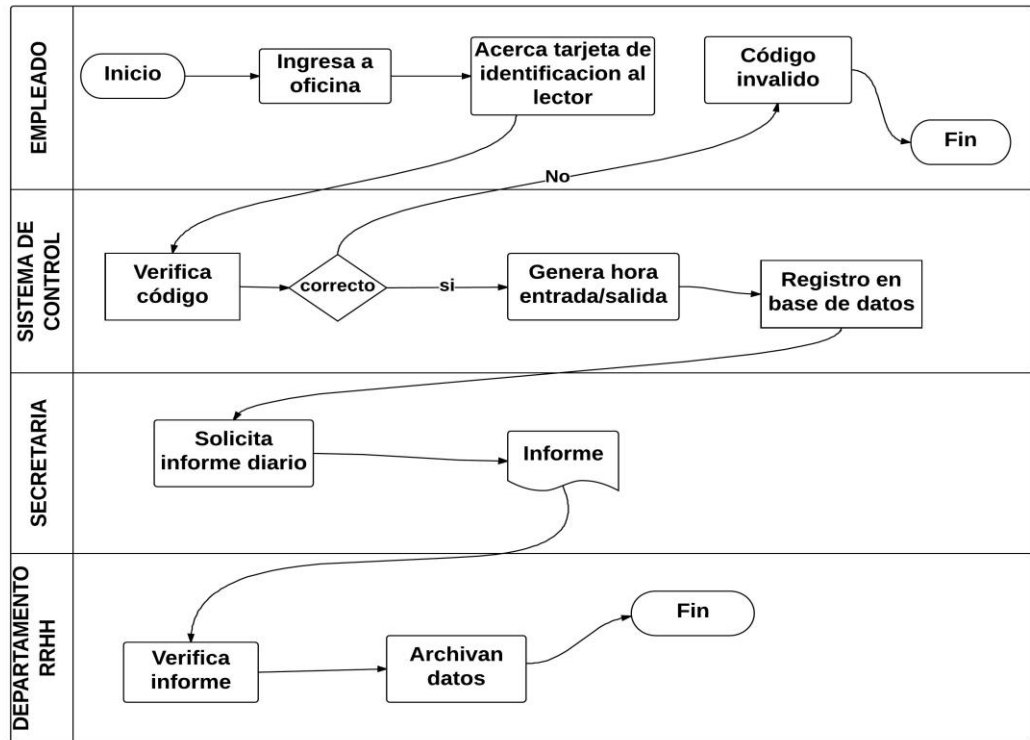 EMPLEADO
Inicio
Ingresa a
oficina
Acerca tarjeta de
identificacion al
lector
Código
invalido
Fin
No
SISTEMA DE
CONTROL
Verifica
código
correcto
si
Genera hora
entrada/salida
Registro en
base de datos
SECRETARIA
Solicita
informe diario
Informe
DEPARTAMENTO
RRHH
Verifica
informe
Archivan
datos
Fin